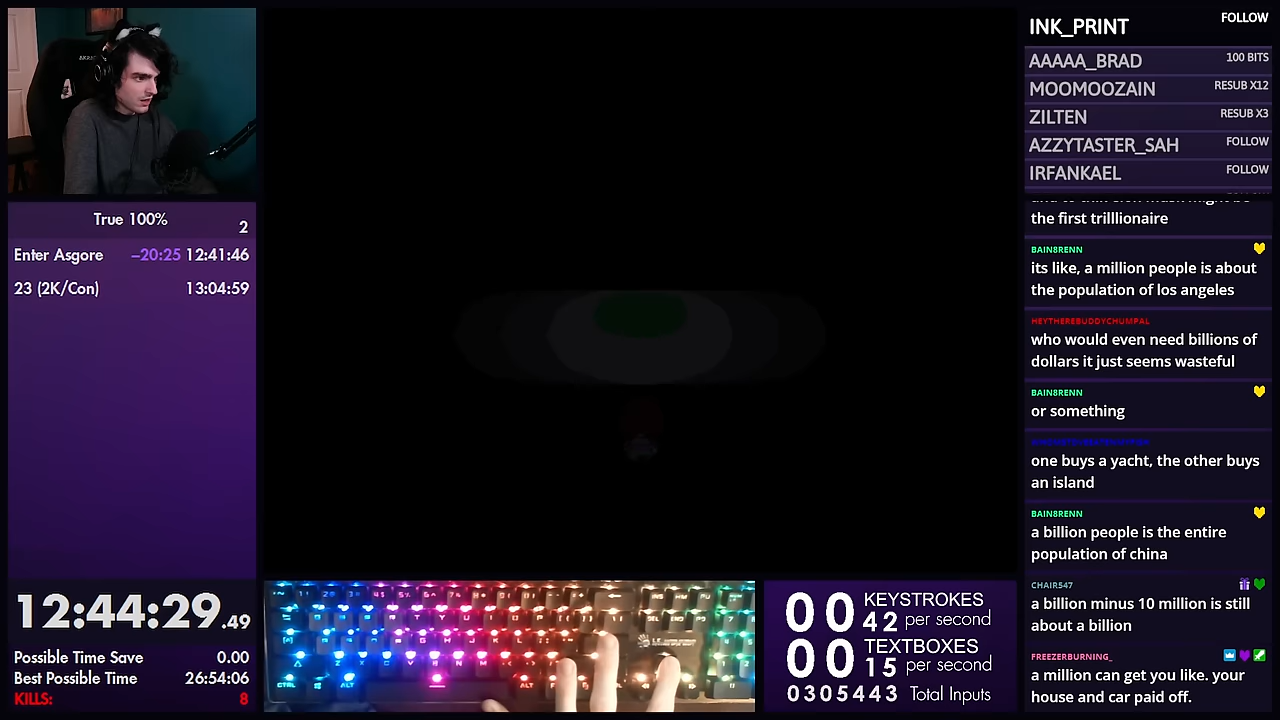 True 100%
2
Enter Asgore −20:25 12:41:46
23 (2K/Con) 13:04:59
12:44:29.49
Possible Time Save 0.00
Best Possible Time 26:54:06
KILLS: 8
00 KEYSTROKES
42 per second
00 TEXTBOXES
15 per second
0305443 Total Inputs
INK_PRINT FOLLOW
AAAAA_BRAD 100 BITS
MOOMOOZAIN RESUB X12
ZILTEN RESUB X3
AZZYTASTER_SAH FOLLOW
IRFANKAEL FOLLOW
the first trilllionaire
BAIN8RENN
its like, a million people is about
the population of los angeles
HEYTHEREBUDDYCHUMPAL
who would even need billions of
dollars it just seems wasteful
BAIN8RENN
or something
one buys a yacht, the other buys
an island
BAIN8RENN
a billion people is the entire
population of china
CHAIR547
a billion minus 10 million is still
about a billion
FREEZERBURNING_
a million can get you like. your
house and car paid off.